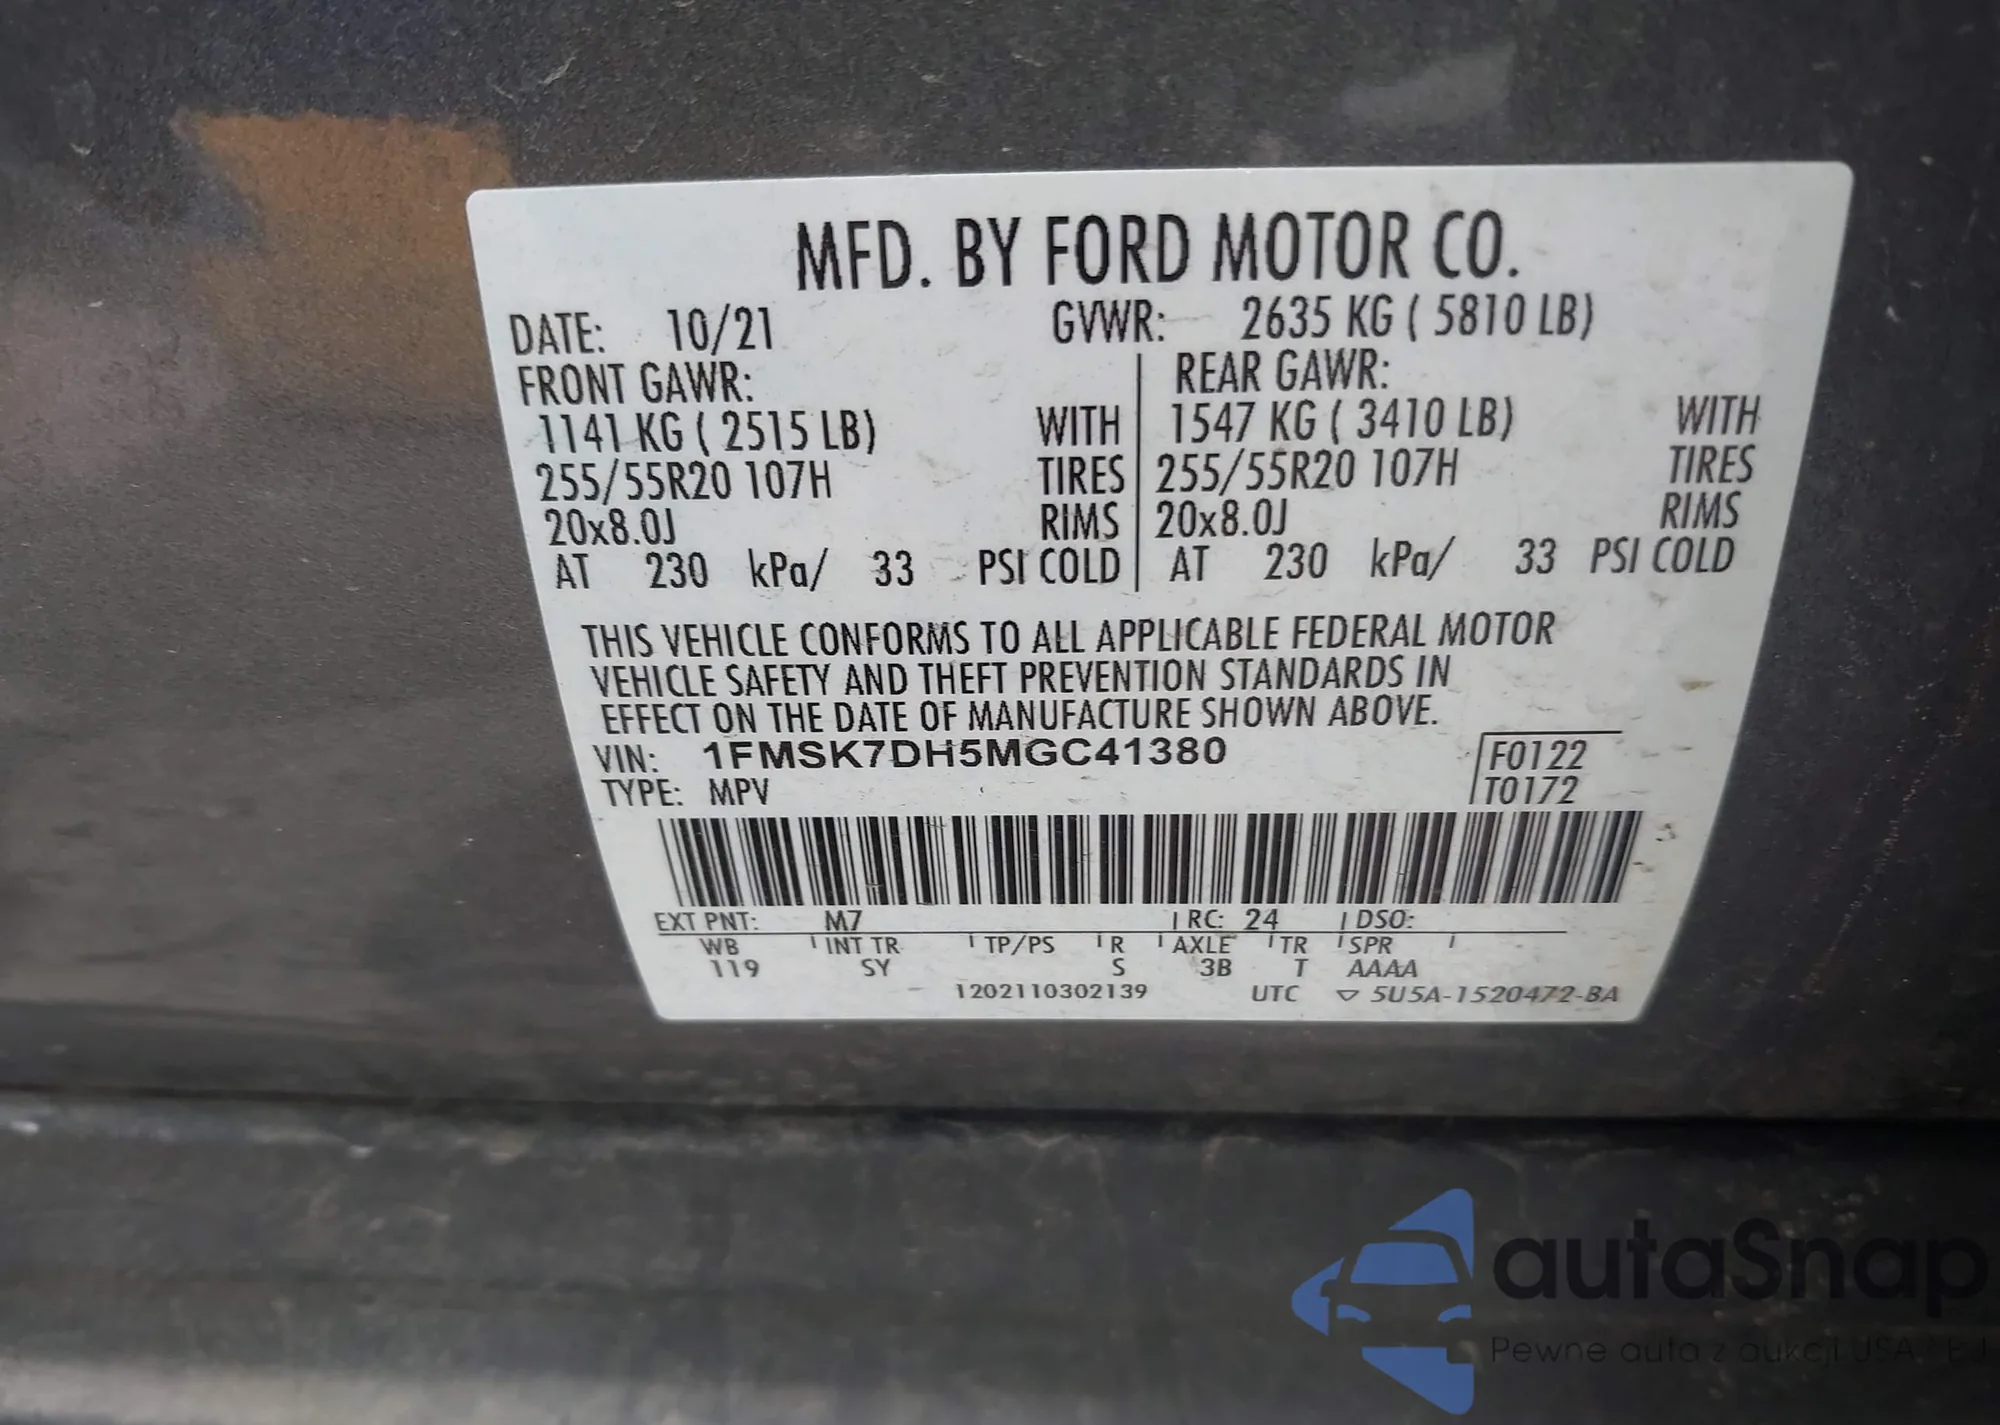 MFD. BY FORD MOTOR CO.
DATE: 10/21 GVWR: 2635 KG ( 5810 LB)
FRONT GAWR: REAR GAWR:
1141 KG ( 2515 LB) WITH 1547 KG ( 3410 LB) WITH
255/55R20 107H TIRES 255/55R20 107H TIRES
20x8.0J RIMS 20x8.0J RIMS
AT 230 kPa/ 33 PSI COLD AT 230 kPa/ 33 PSI COLD
THIS VEHICLE CONFORMS TO ALL APPLICABLE FEDERAL MOTOR
VEHICLE SAFETY AND THEFT PREVENTION STANDARDS IN
EFFECT ON THE DATE OF MANUFACTURE SHOWN ABOVE.
VIN: 1FMSK7DH5MGC41380 F0122
TYPE: MPV T0172
EXT PNT: M7 RC: 24 DSO:
WB INT TR TP/PS R AXLE TR SPR
119 SY S 3B T AAAA
1202110302139 UTC 5U5A-1520472-BA
autaSnap
Pewne auta z aukcji USA / EU